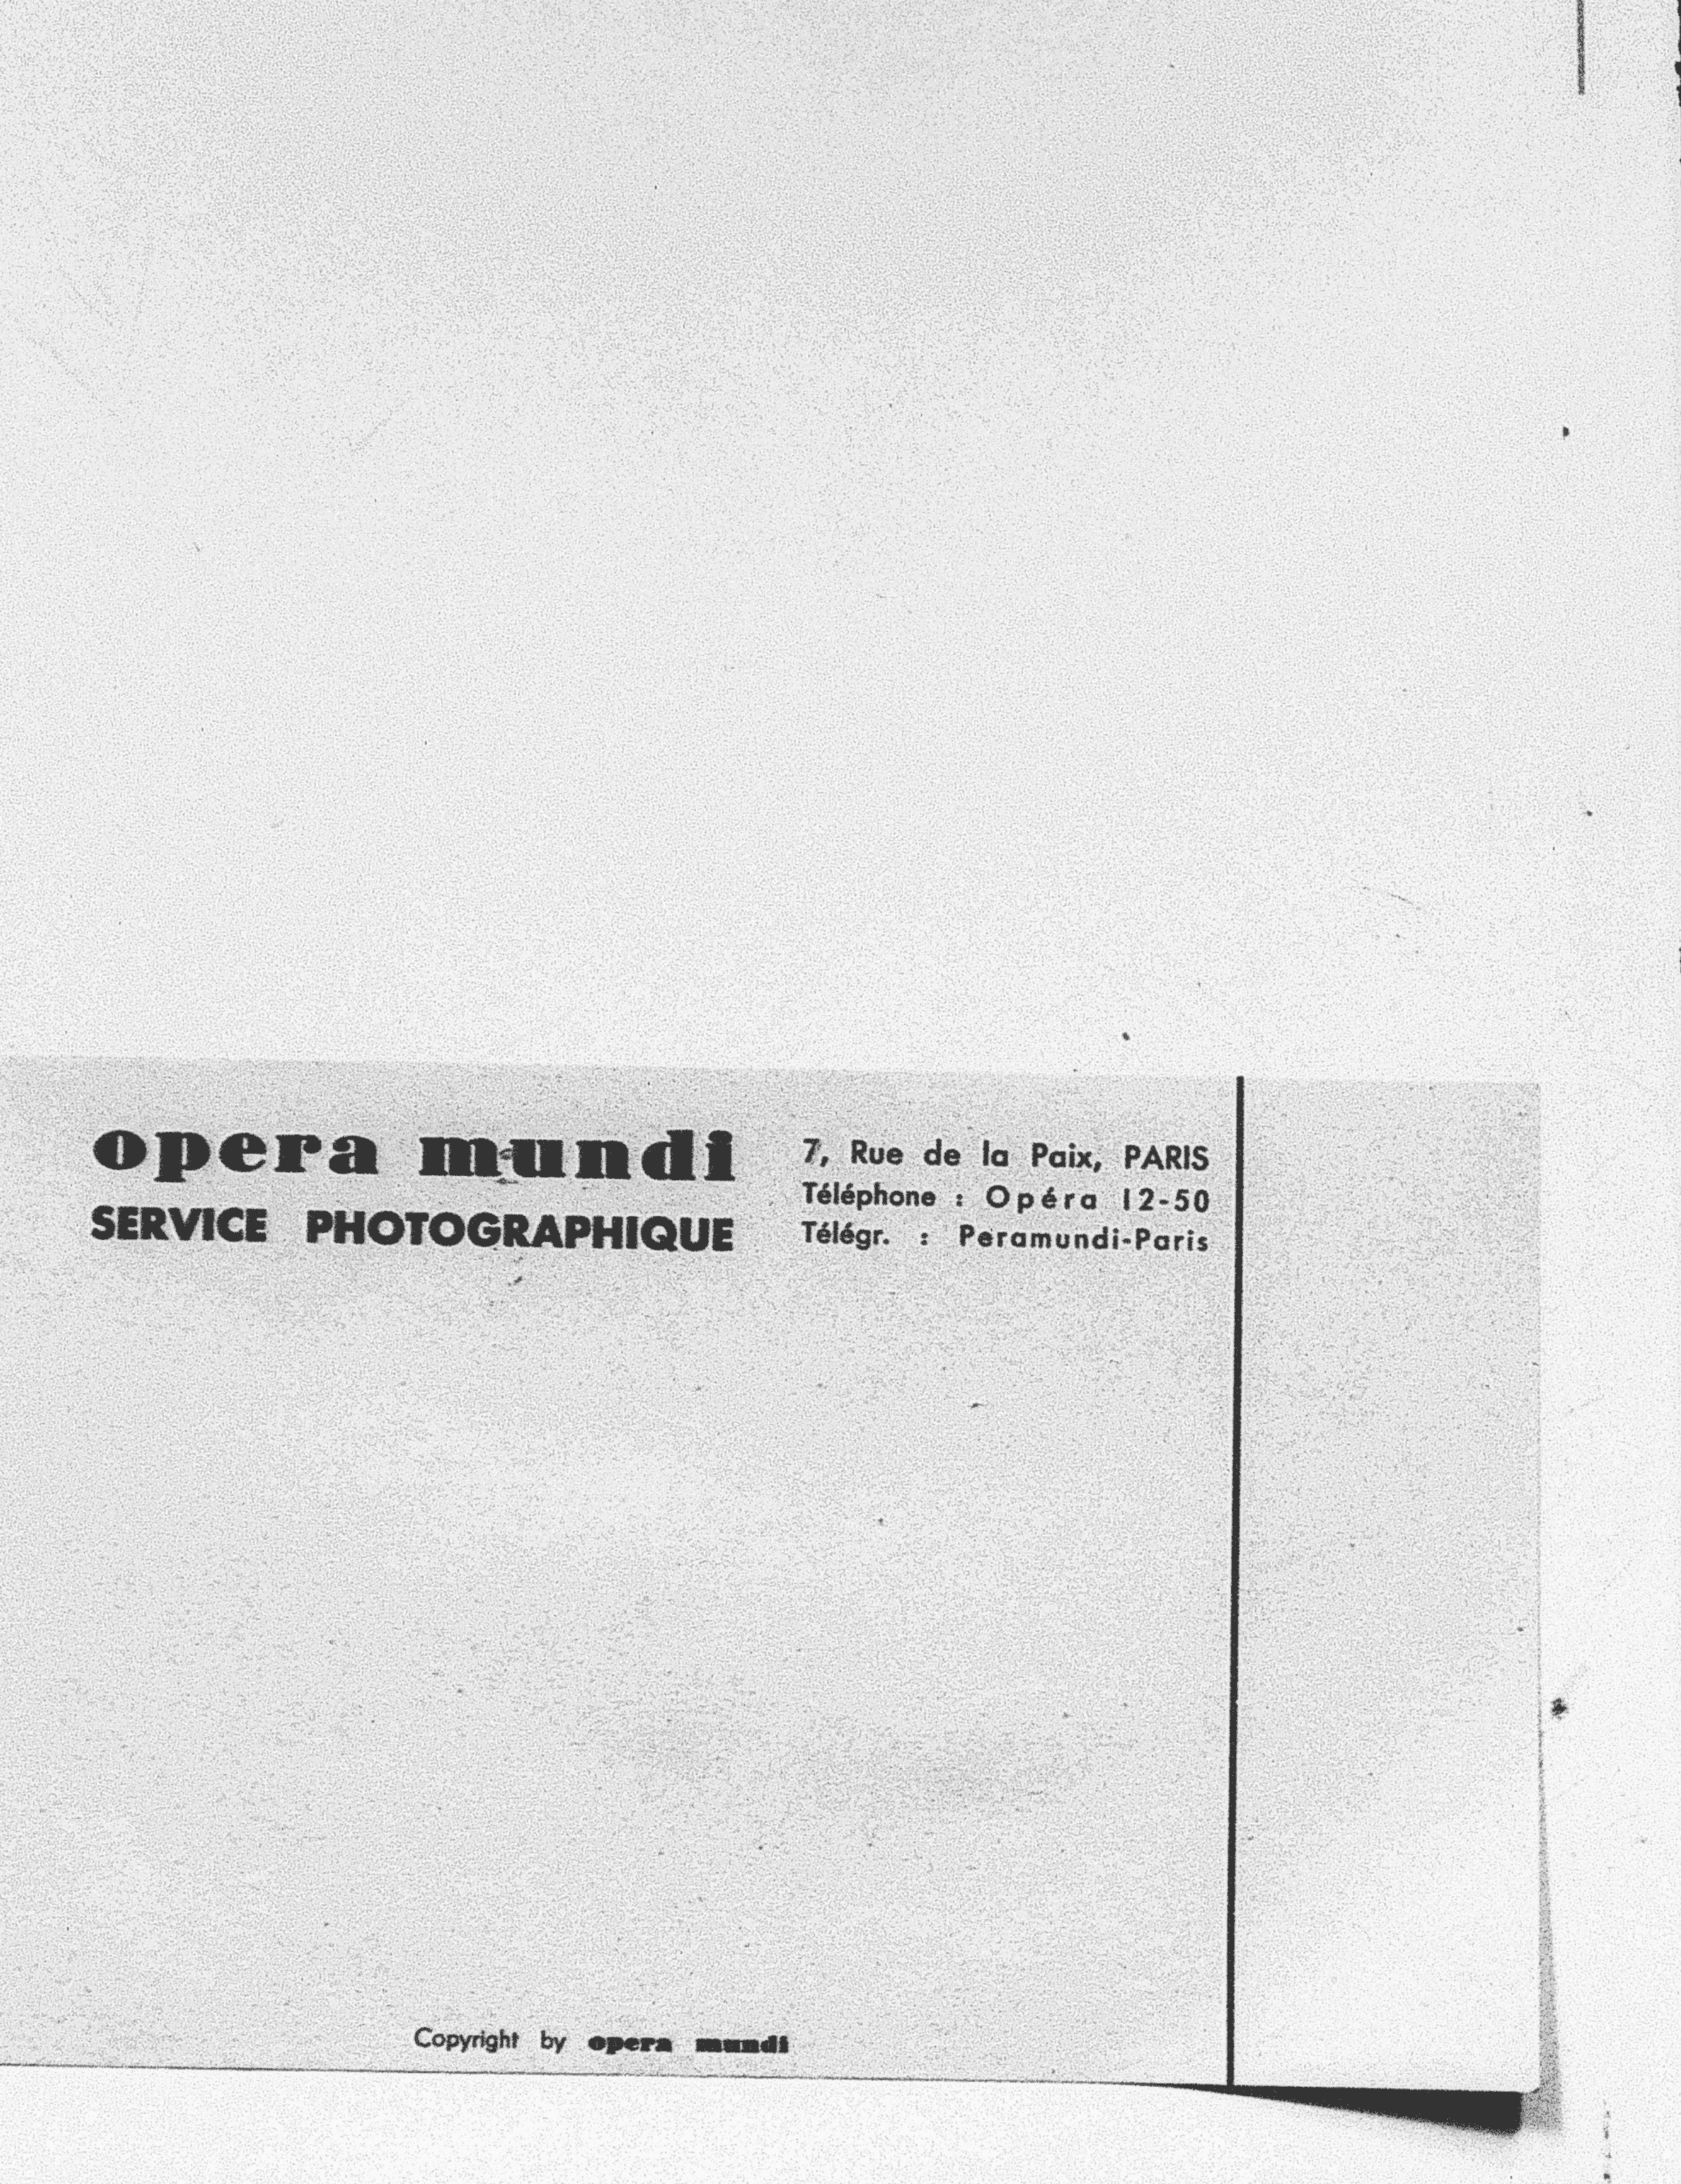 opera mundi
SERVICE PHOTOGRAPHIQUE
7, Rue de la Paix, PARIS
Téléphone : Opéra 12-50
Télégr. : Peramundi-Paris
Copyright by opera mundi